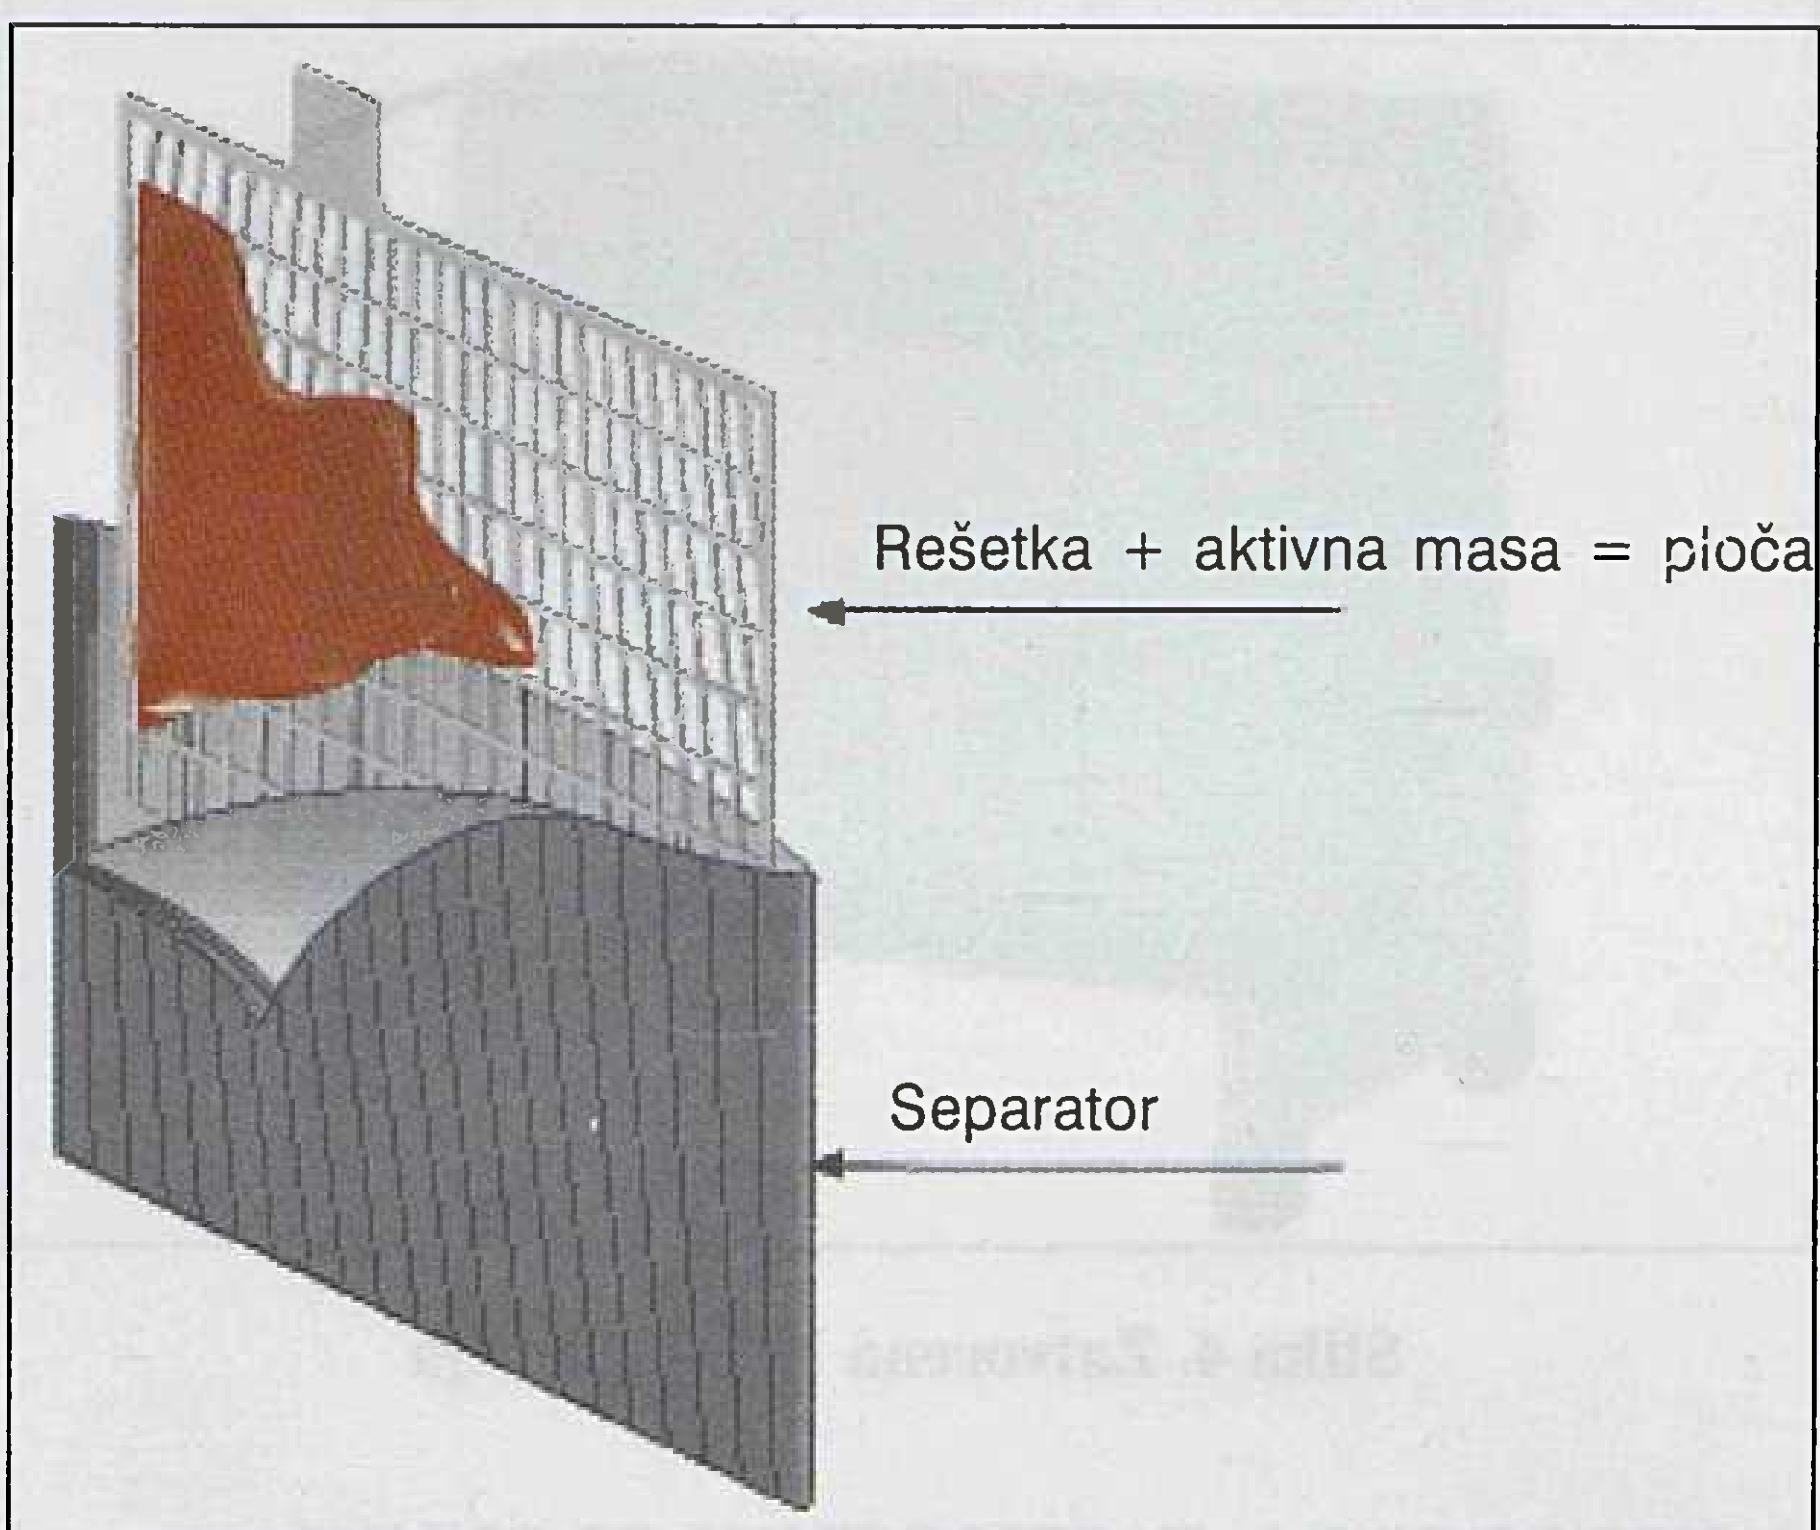 Rešetka + aktivna masa = ploča
Separator